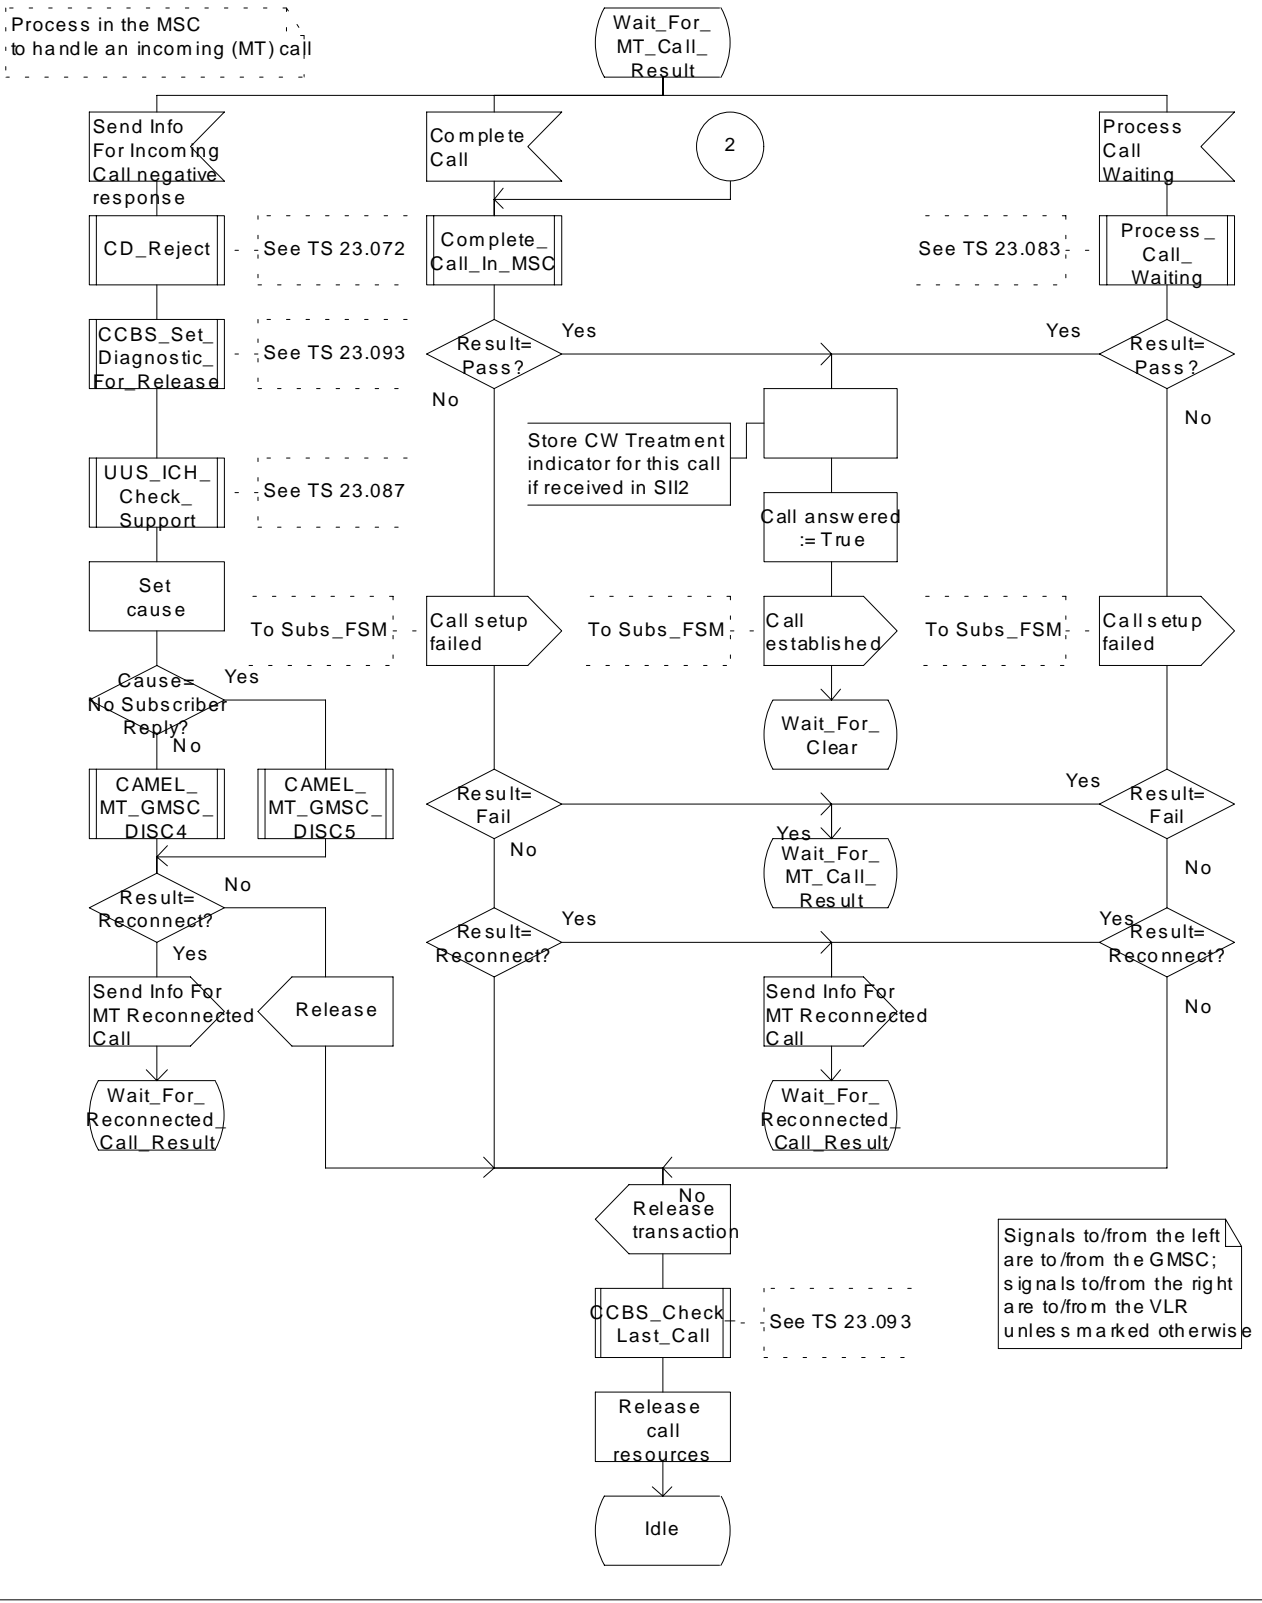 Process in the MSC
to handle an incoming (MT) call
Wait_For_
MT_Call_
Result
Send Info
For Incoming
Call negative
response
Complete
Call
2
Process
Call
Waiting
CD_Reject
See TS 23.072
Complete_
Call_In_MSC
See TS 23.083
Process_
Call_
Waiting
CCBS_Set_
Diagnostic_
For_Release
See TS 23.093
Result=
Pass?
Yes
No
Yes
Result=
Pass?
No
Store CW Treatment
indicator for this call
if received in SII2
UUS_ICH_
Check_
Support
See TS 23.087
Call answered
:= True
Set
cause
To Subs_FSM
Call setup
failed
To Subs_FSM
Call
established
To Subs_FSM
Call setup
failed
Cause=
No Subscriber
Reply?
Yes
No
Wait_For_
Clear
CAMEL_
MT_GMSC_
DISC4
CAMEL_
MT_GMSC_
DISC5
Result=
Fail
No
Yes
Yes
Result=
Fail
No
Wait_For_
MT_Call_
Result
Result=
Reconnect?
No
Yes
Result=
Reconnect?
Yes
Yes
Result=
Reconnect?
No
Send Info For
MT Reconnected
Call
Release
Send Info For
MT Reconnected
Call
Wait_For_
Reconnected_
Call_Result
Wait_For_
Reconnected_
Call_Result
No
Release
transaction
Signals to/from the left
are to/from the GMSC;
signals to/from the right
are to/from the VLR
unless marked otherwise
CCBS_Check_
Last_Call
See TS 23.093
Release
call
resources
Idle